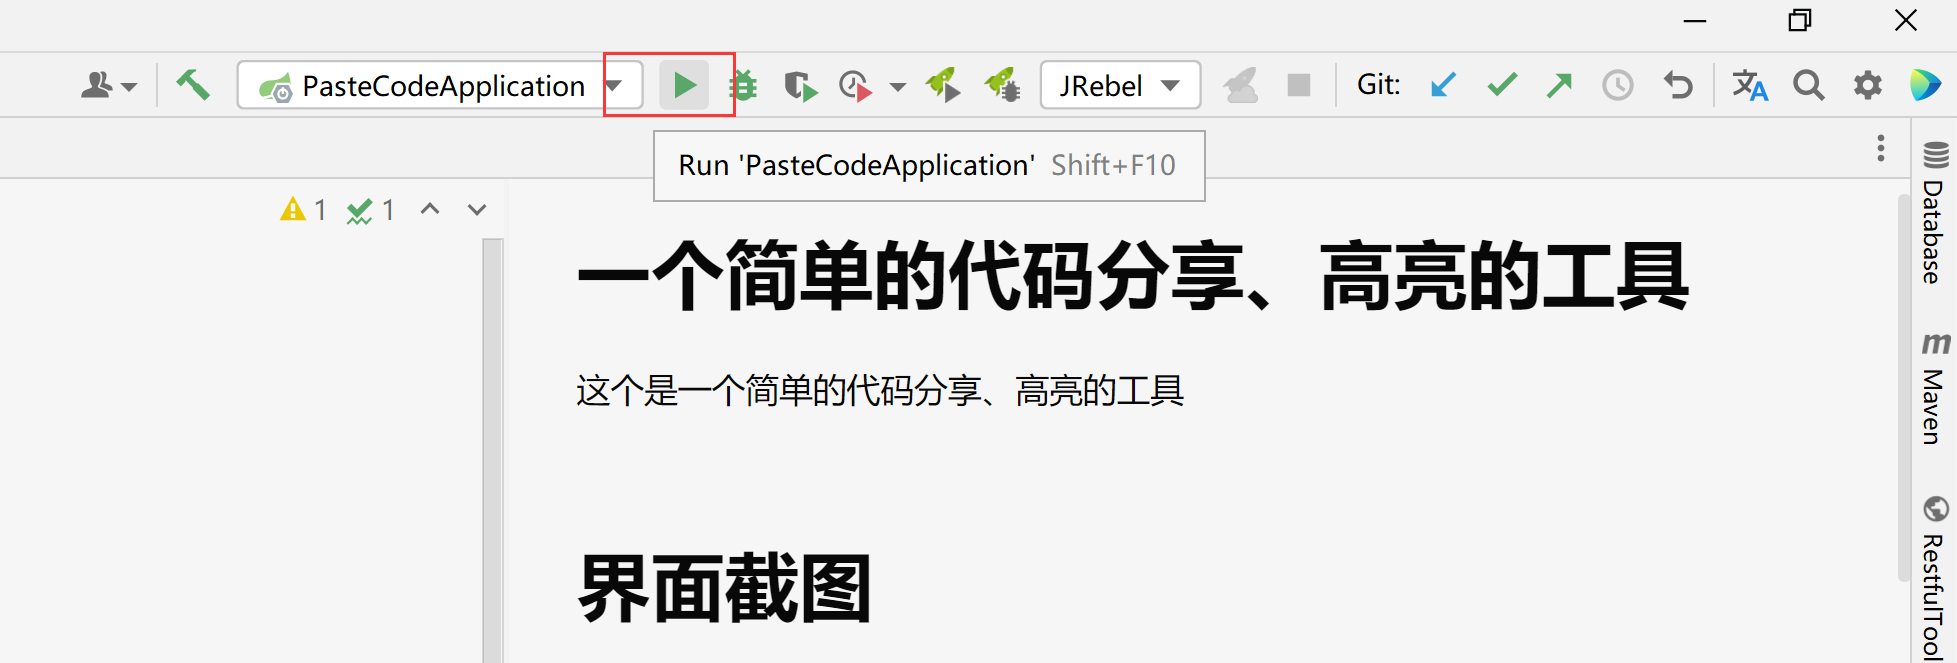 PasteCodeApplication
JRebel
Git:
Run 'PasteCodeApplication' Shift+F10
1 1
一个简单的代码分享、高亮的工具
这个是一个简单的代码分享、高亮的工具
界面截图
Database
m Maven
RestfulTool